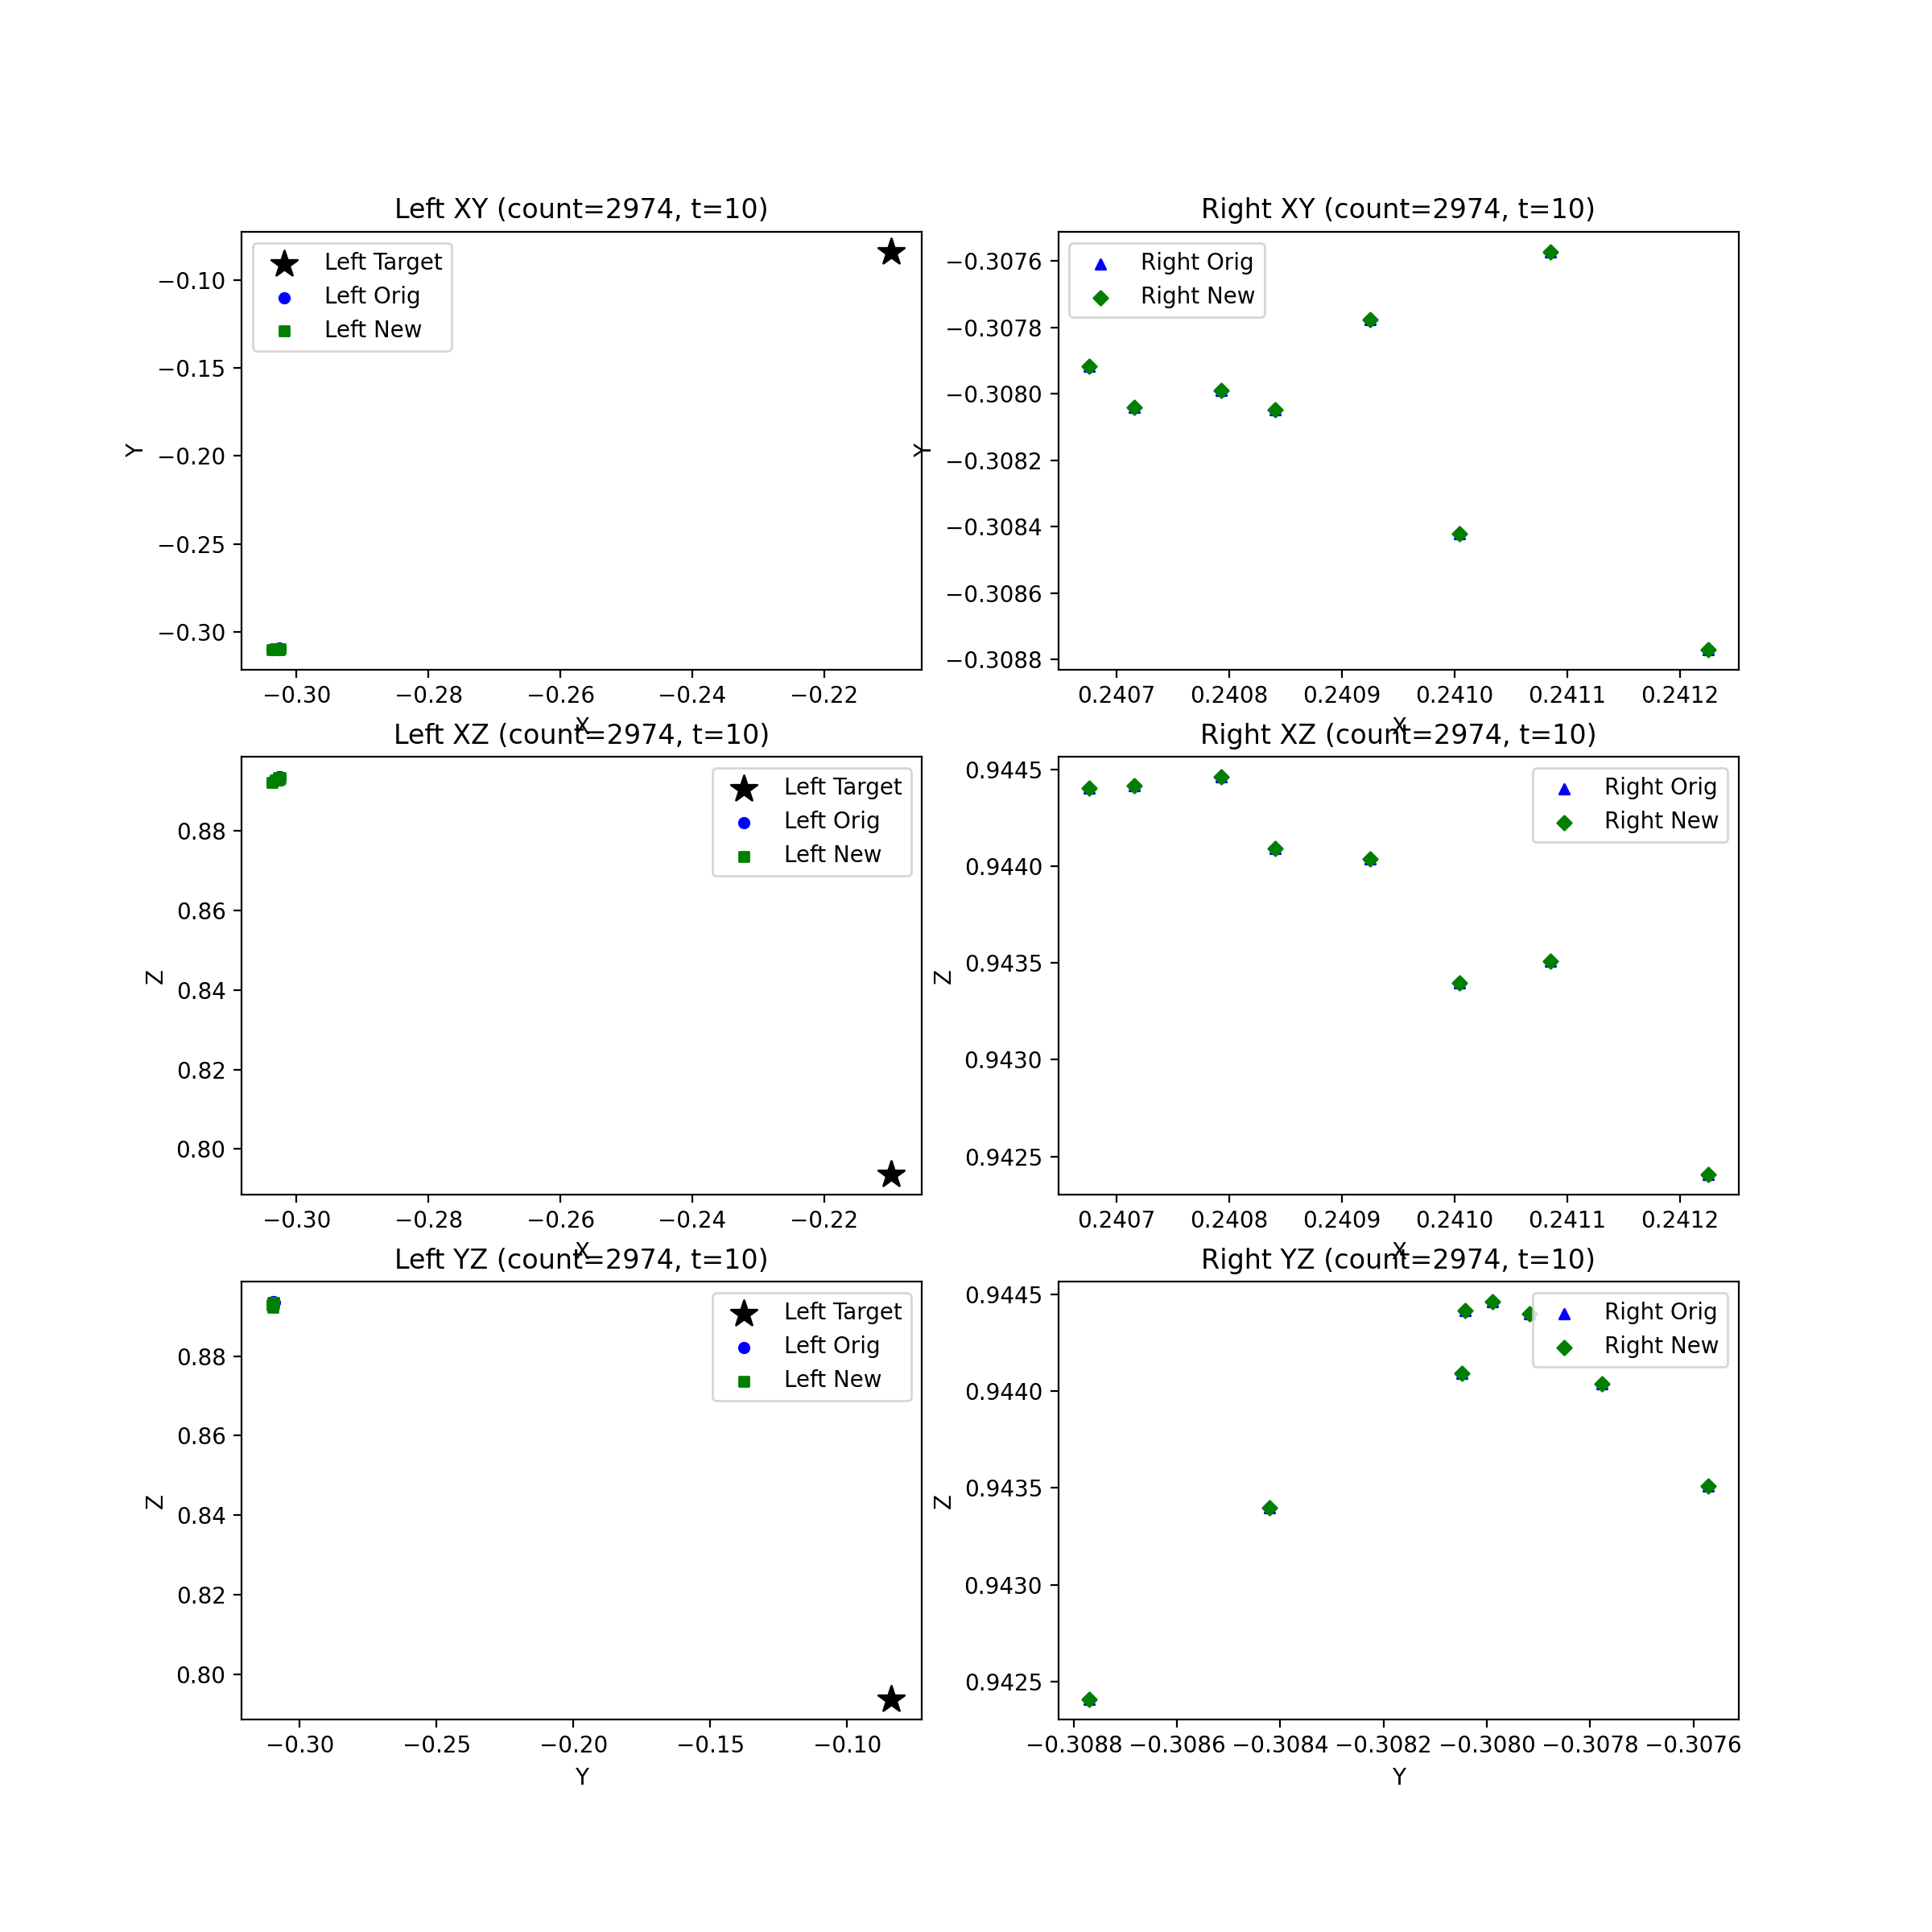 Left XY (count=2974, t=10)
Left Target
Left Orig
Left New
−0.10
−0.15
−0.20
−0.25
−0.30
Y
−0.30
−0.28
−0.26
−0.24
−0.22
X
Right XY (count=2974, t=10)
Right Orig
Right New
−0.3076
−0.3078
−0.3080
−0.3082
−0.3084
−0.3086
−0.3088
Y
0.2407
0.2408
0.2409
0.2410
0.2411
0.2412
X
Left XZ (count=2974, t=10)
Left Target
Left Orig
Left New
0.88
0.86
0.84
0.82
0.80
Z
−0.30
−0.28
−0.26
−0.24
−0.22
X
Right XZ (count=2974, t=10)
Right Orig
Right New
0.9445
0.9440
0.9435
0.9430
0.9425
Z
0.2407
0.2408
0.2409
0.2410
0.2411
0.2412
X
Left YZ (count=2974, t=10)
Left Target
Left Orig
Left New
0.88
0.86
0.84
0.82
0.80
Z
−0.30
−0.25
−0.20
−0.15
−0.10
Y
Right YZ (count=2974, t=10)
Right Orig
Right New
0.9445
0.9440
0.9435
0.9430
0.9425
Z
−0.3088
−0.3086
−0.3084
−0.3082
−0.3080
−0.3078
−0.3076
Y